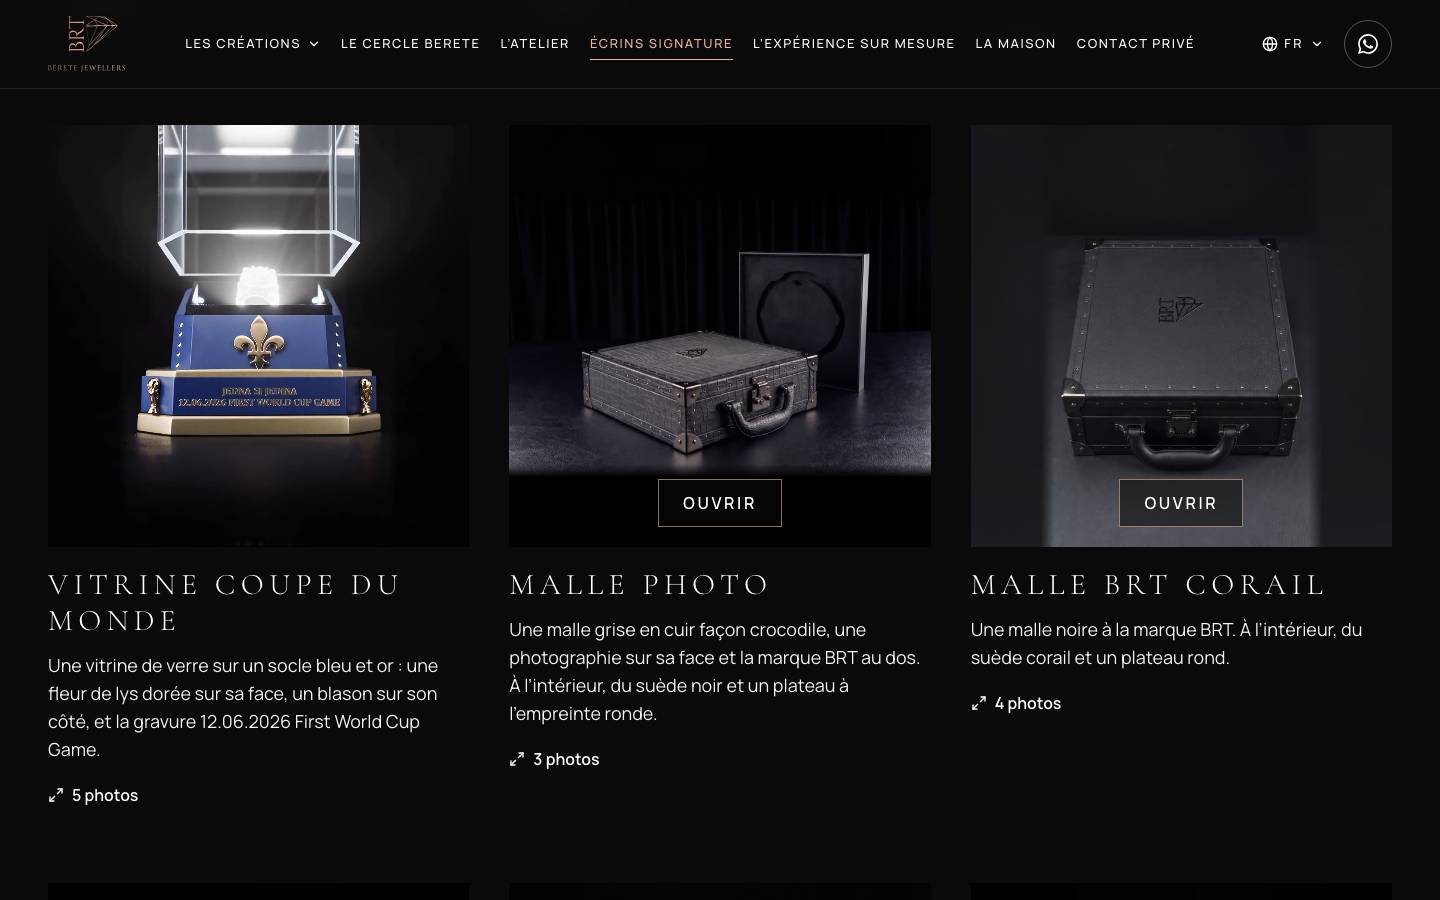 BRT
BERETE JEWELLERS
LES CRÉATIONS
LE CERCLE BERETE
L'ATELIER
ÉCRINS SIGNATURE
L'EXPÉRIENCE SUR MESURE
LA MAISON
CONTACT PRIVÉ
FR
12.06.2026 FIRST WORLD CUP GAME
BRT
OUVRIR
OUVRIR
VITRINE COUPE DU
MONDE
Une vitrine de verre sur un socle bleu et or : une
fleur de lys dorée sur sa face, un blason sur son
côté, et la gravure 12.06.2026 First World Cup
Game.
5 photos
MALLE PHOTO
Une malle grise en cuir façon crocodile, une
photographie sur sa face et la marque BRT au dos.
À l’intérieur, du suède noir et un plateau à
l’empreinte ronde.
3 photos
MALLE BRT CORAIL
Une malle noire à la marque BRT. À l’intérieur, du
suède corail et un plateau rond.
4 photos